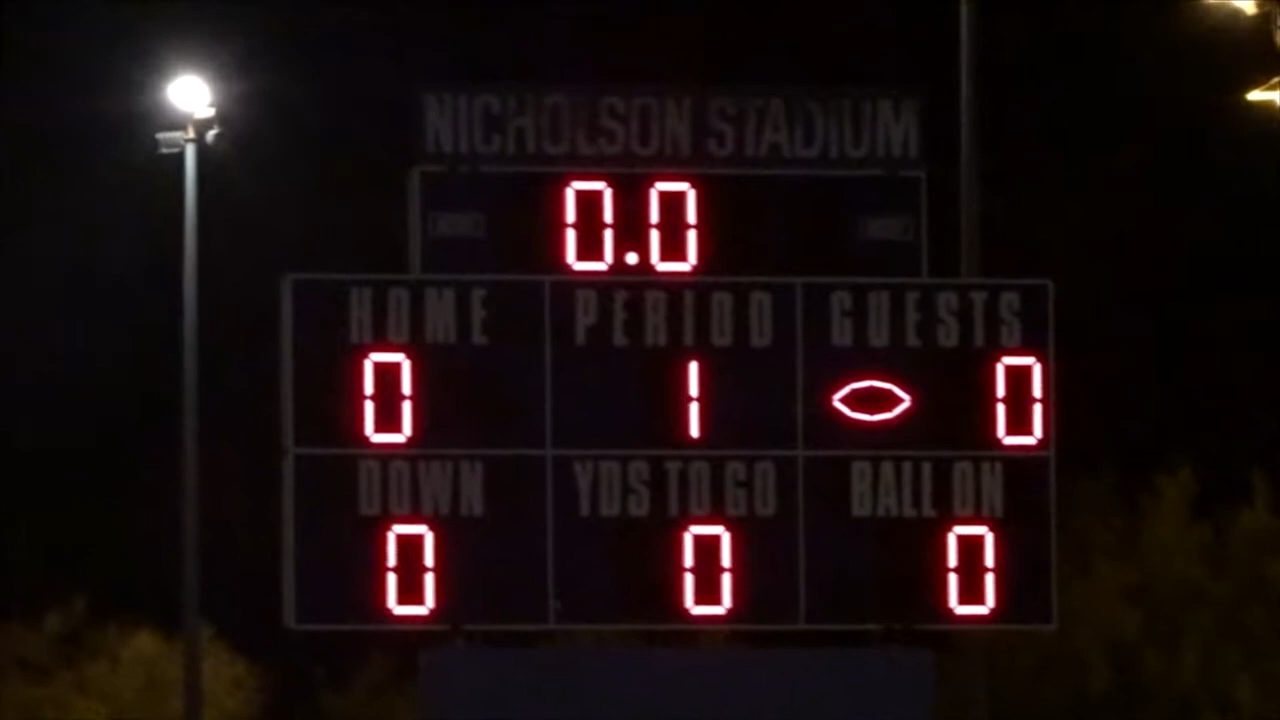 NICHOLSON STADIUM
0.0
HOME PERIOD GUESTS
0 1 0
DOWN YDS TO GO BALL ON
0 0 0